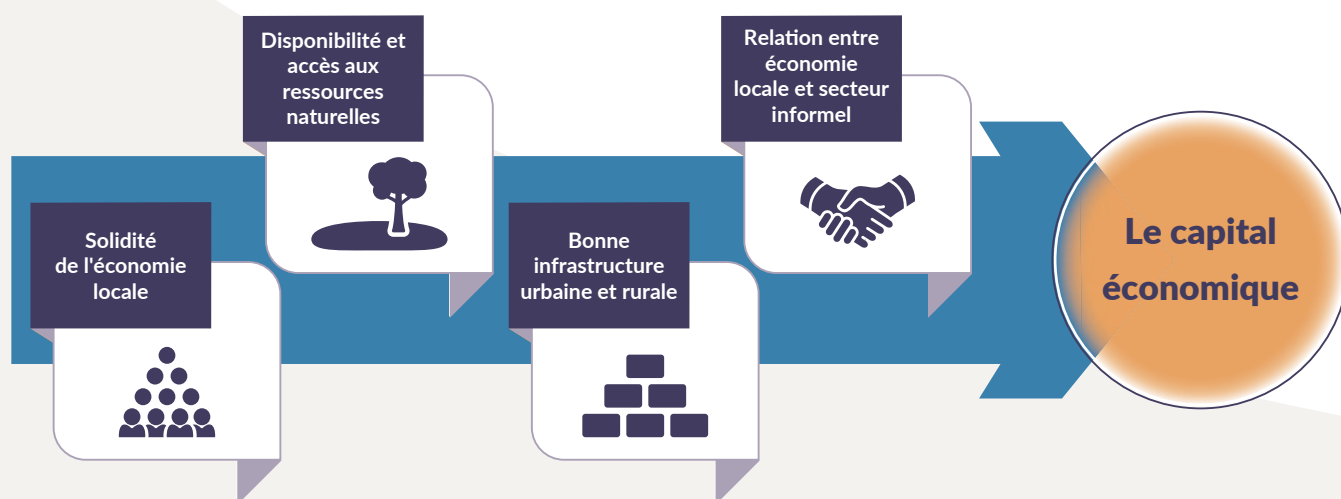 Disponibilité et
accès aux
ressources
naturelles
Relation entre
économie
locale et secteur
informel
Solidité
de l'économie
locale
Bonne
infrastructure
urbaine et rurale
Le capital
économique